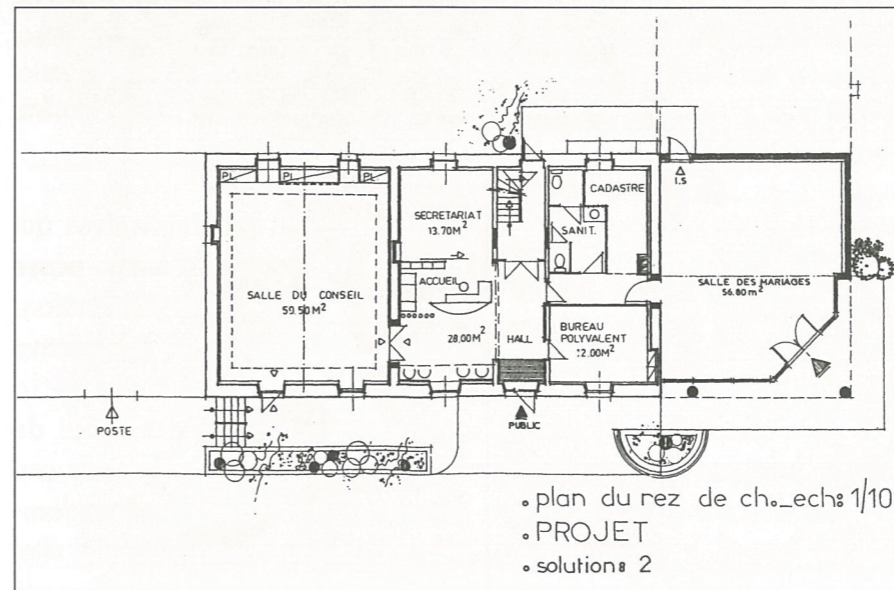 PL.
PL.
CADASTRE
I.S
SECRETARIAT
13.70M²
SANIT.
ACCUEIL
SALLE DU CONSEIL
59.50M²
SALLE DES MARIAGES
56.80m²
28.00M²
HALL
BUREAU
POLYVALENT
12.00M²
POSTE
PUBLIC
plan du rez de ch._ech: 1/10
PROJET
solution: 2